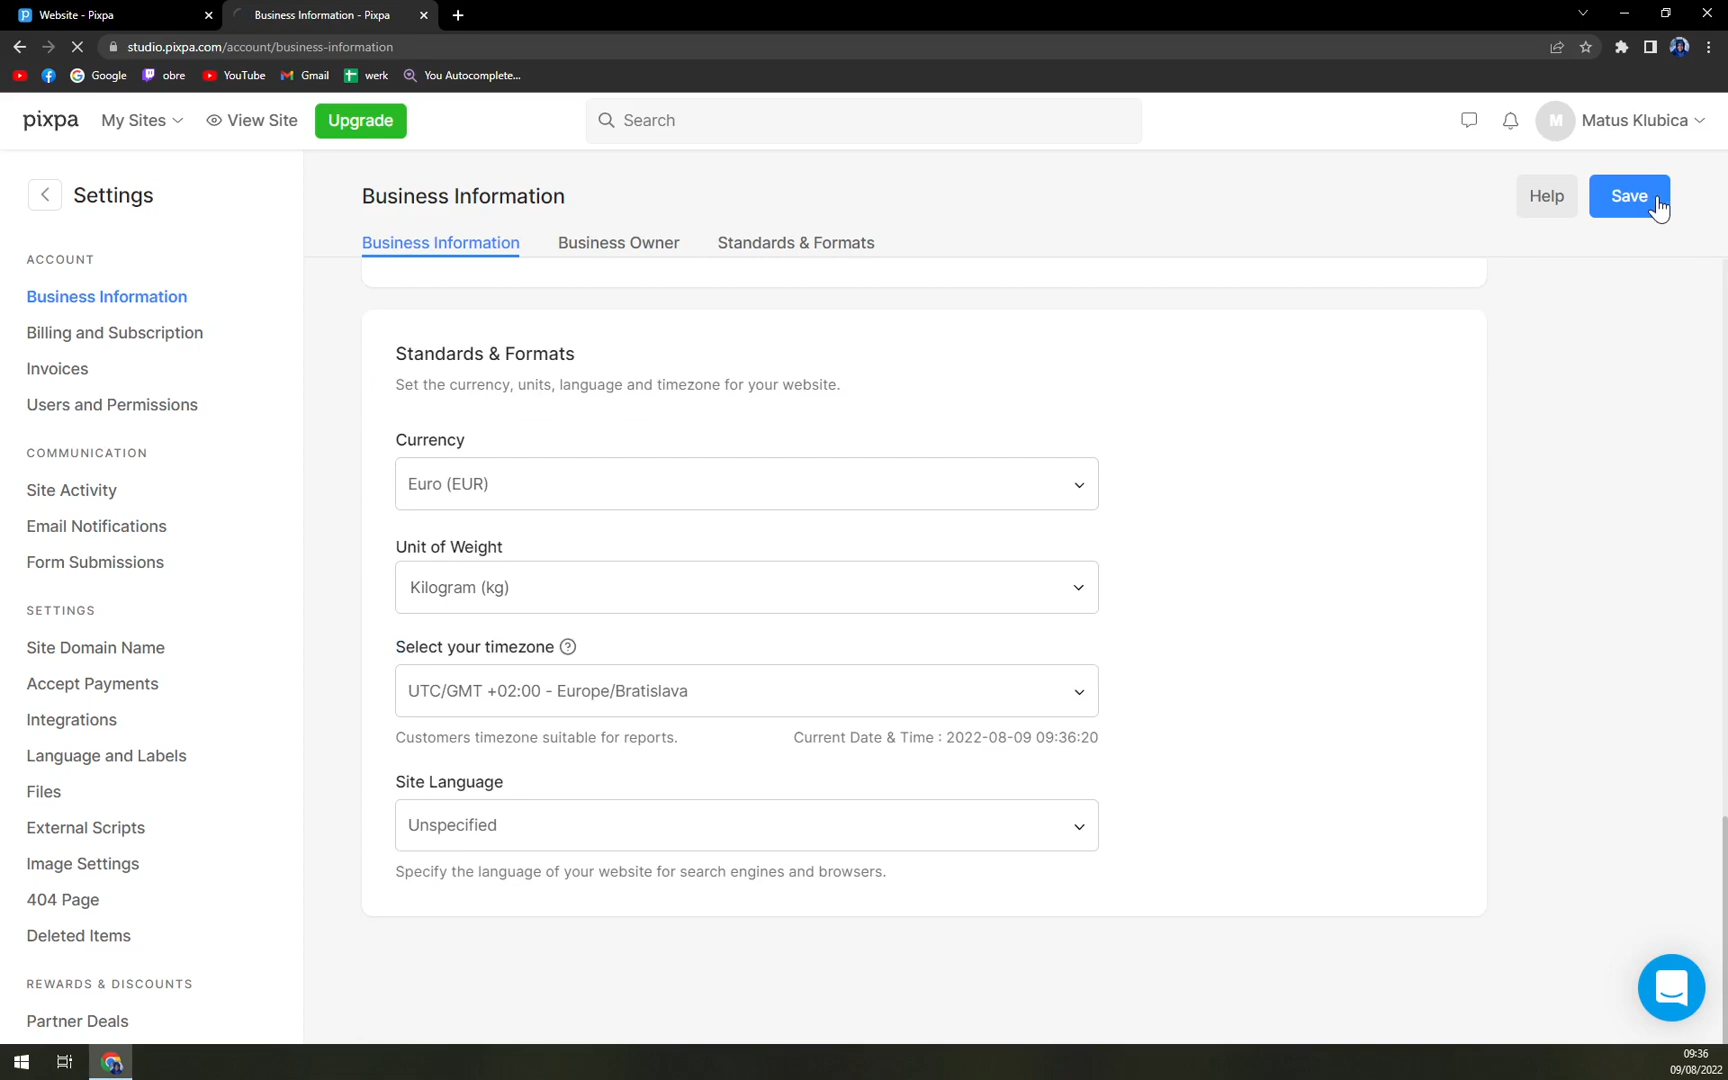 Website - Pixpa
Business Information - Pixpa
studio.pixpa.com/account/business-information
Google
obre
YouTube
Gmail
werk
You Autocomplete...
pixpa
My Sites
View Site
Upgrade
Search
M
Matus Klubica
Settings
ACCOUNT
Business Information
Billing and Subscription
Invoices
Users and Permissions
COMMUNICATION
Site Activity
Email Notifications
Form Submissions
SETTINGS
Site Domain Name
Accept Payments
Integrations
Language and Labels
Files
External Scripts
Image Settings
404 Page
Deleted Items
REWARDS & DISCOUNTS
Partner Deals
Business Information
Help
Save
Business Information
Business Owner
Standards & Formats
Standards & Formats
Set the currency, units, language and timezone for your website.
Currency
Euro (EUR)
Unit of Weight
Kilogram (kg)
Select your timezone ?
UTC/GMT +02:00 - Europe/Bratislava
Customers timezone suitable for reports.
Current Date & Time : 2022-08-09 09:36:20
Site Language
Unspecified
Specify the language of your website for search engines and browsers.
09:36
09/08/2022